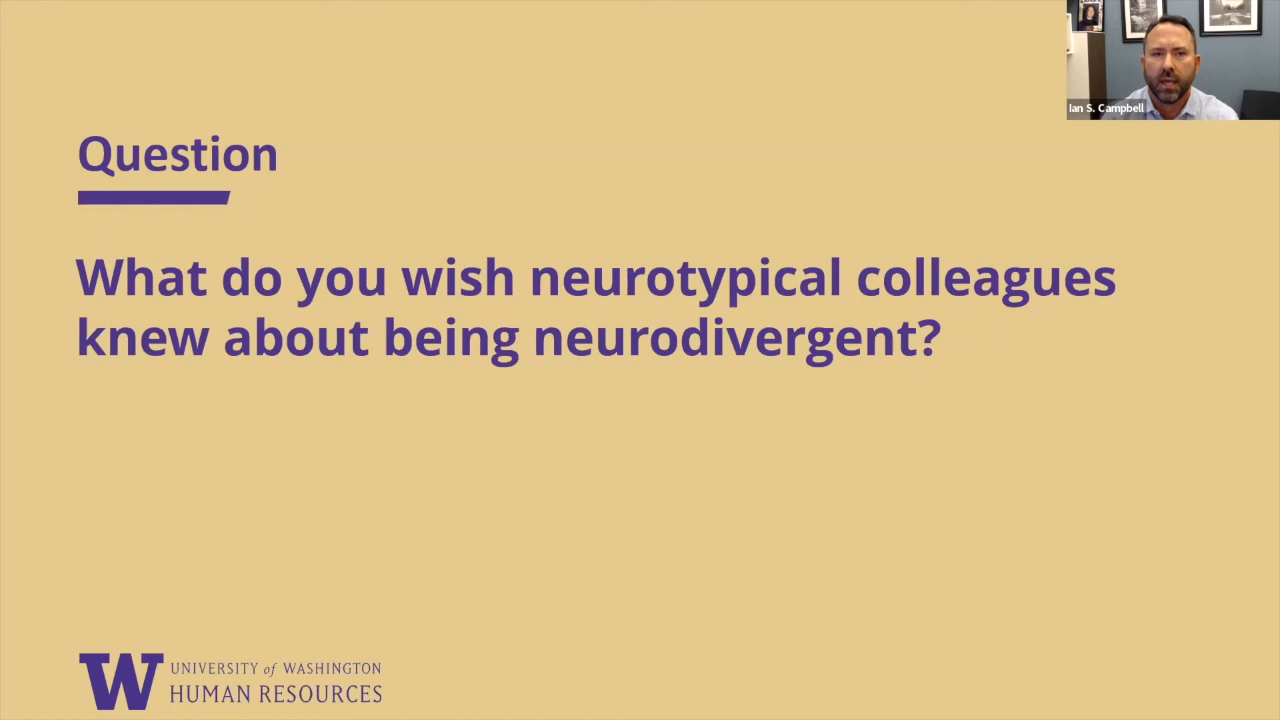 Ian S. Campbell
Question
What do you wish neurotypical colleagues
knew about being neurodivergent?
W
UNIVERSITY of WASHINGTON
HUMAN RESOURCES